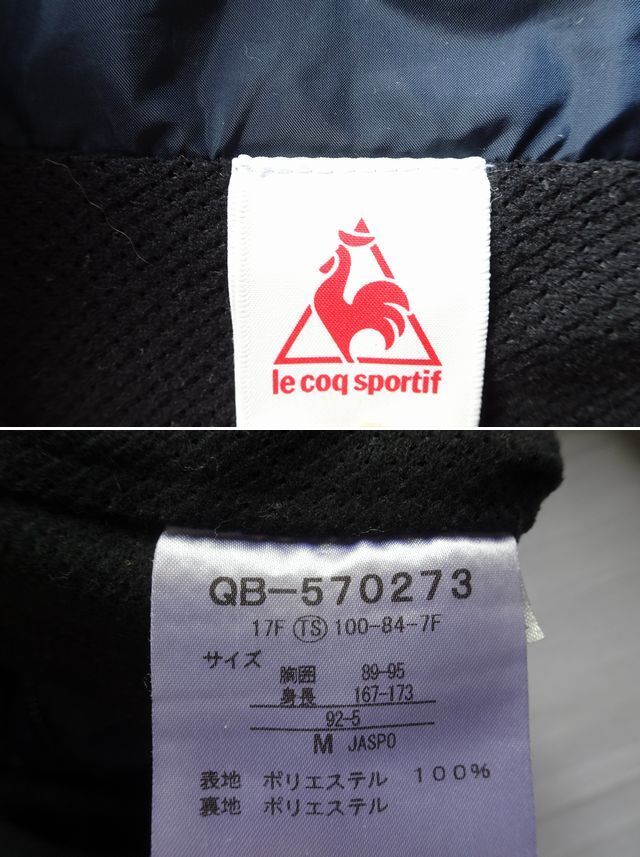 le coq sportif
QB-570273
17F TS 100-84-7F
サイズ
胸囲 89-95
身長 167-173
92-5
M JASPO
表地 ポリエステル 100%
裏地 ポリエステル